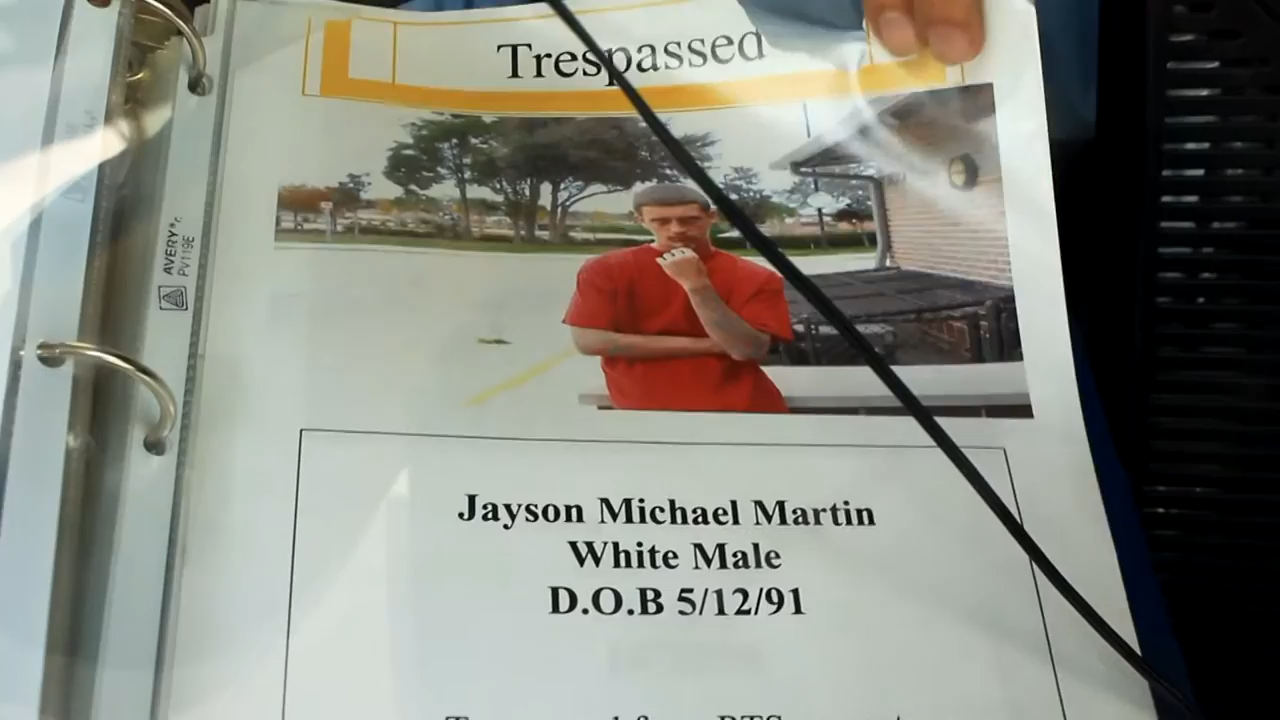 Trespassed
AVERY®
PV119E
Jayson Michael Martin
White Male
D.O.B 5/12/91